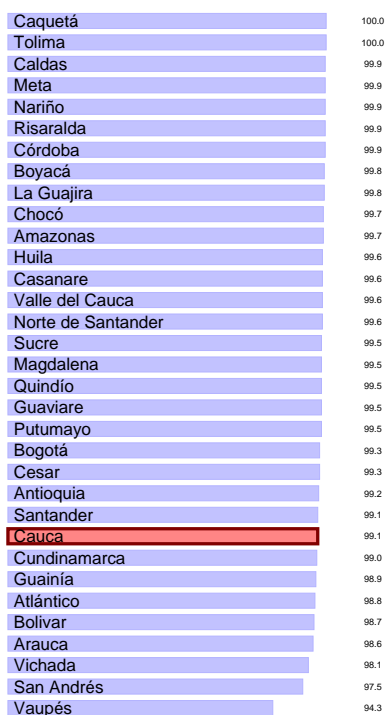 Caquetá 100.0
Tolima 100.0
Caldas 99.9
Meta 99.9
Nariño 99.9
Risaralda 99.9
Córdoba 99.9
Boyacá 99.8
La Guajira 99.8
Chocó 99.7
Amazonas 99.7
Huila 99.6
Casanare 99.6
Valle del Cauca 99.6
Norte de Santander 99.6
Sucre 99.5
Magdalena 99.5
Quindío 99.5
Guaviare 99.5
Putumayo 99.5
Bogotá 99.3
Cesar 99.3
Antioquia 99.2
Santander 99.1
Cauca 99.1
Cundinamarca 99.0
Guainía 98.9
Atlántico 98.8
Bolivar 98.7
Arauca 98.6
Vichada 98.1
San Andrés 97.5
Vaupés 94.3